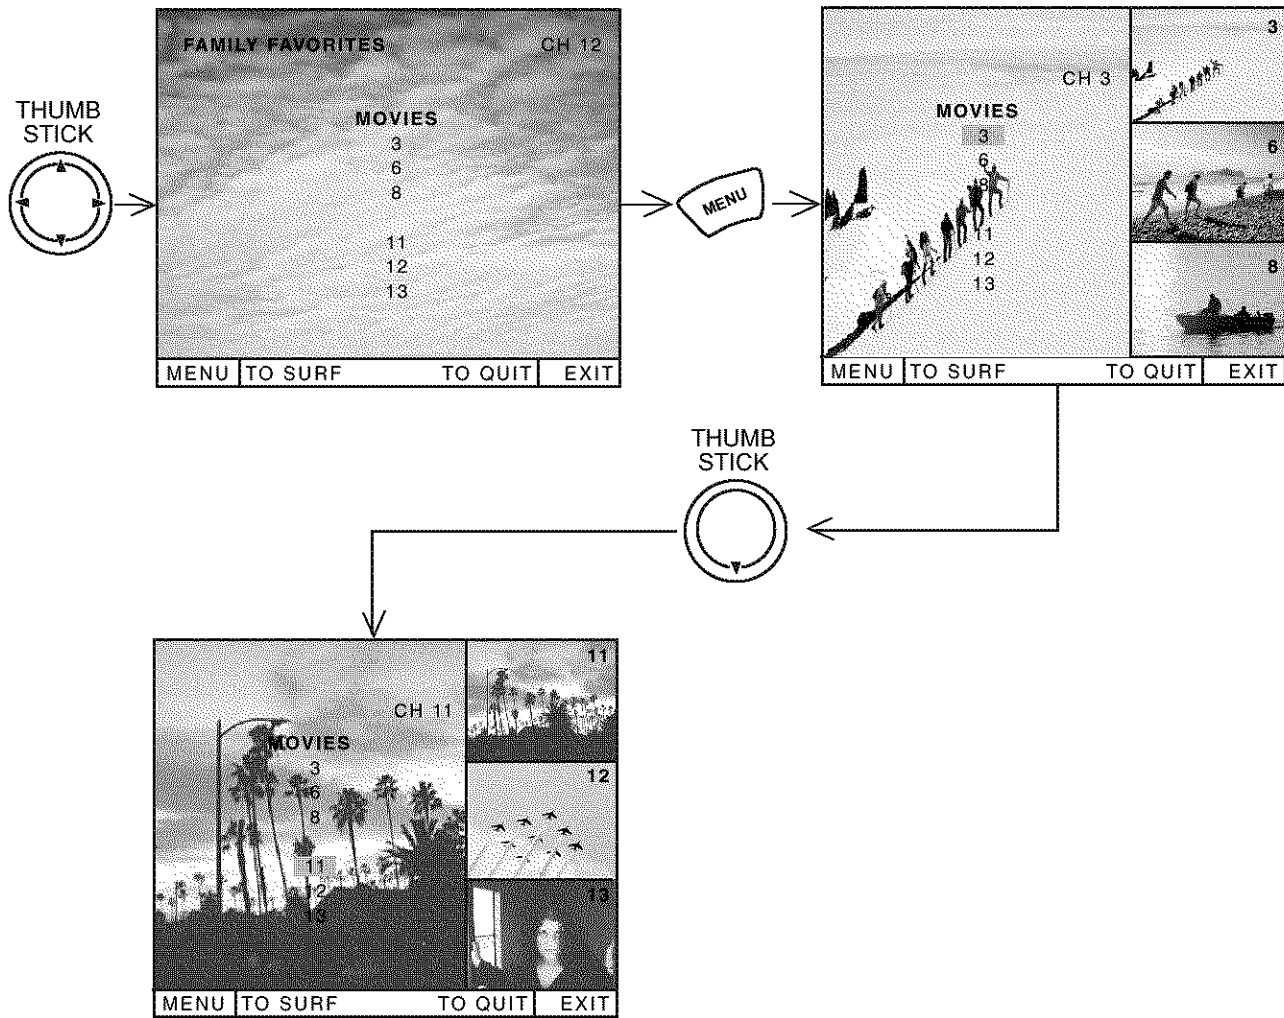 THUMB
STICK
FAMILY FAVORITES CH 12
MOVIES
3
6
8
11
12
13
MENU TO SURF TO QUIT EXIT
MENU
CH 3
MOVIES
3
6
8
11
12
13
3
6
8
MENU TO SURF TO QUIT EXIT
THUMB
STICK
CH 11
MOVIES
3
6
8
11
12
13
11
12
13
MENU TO SURF TO QUIT EXIT